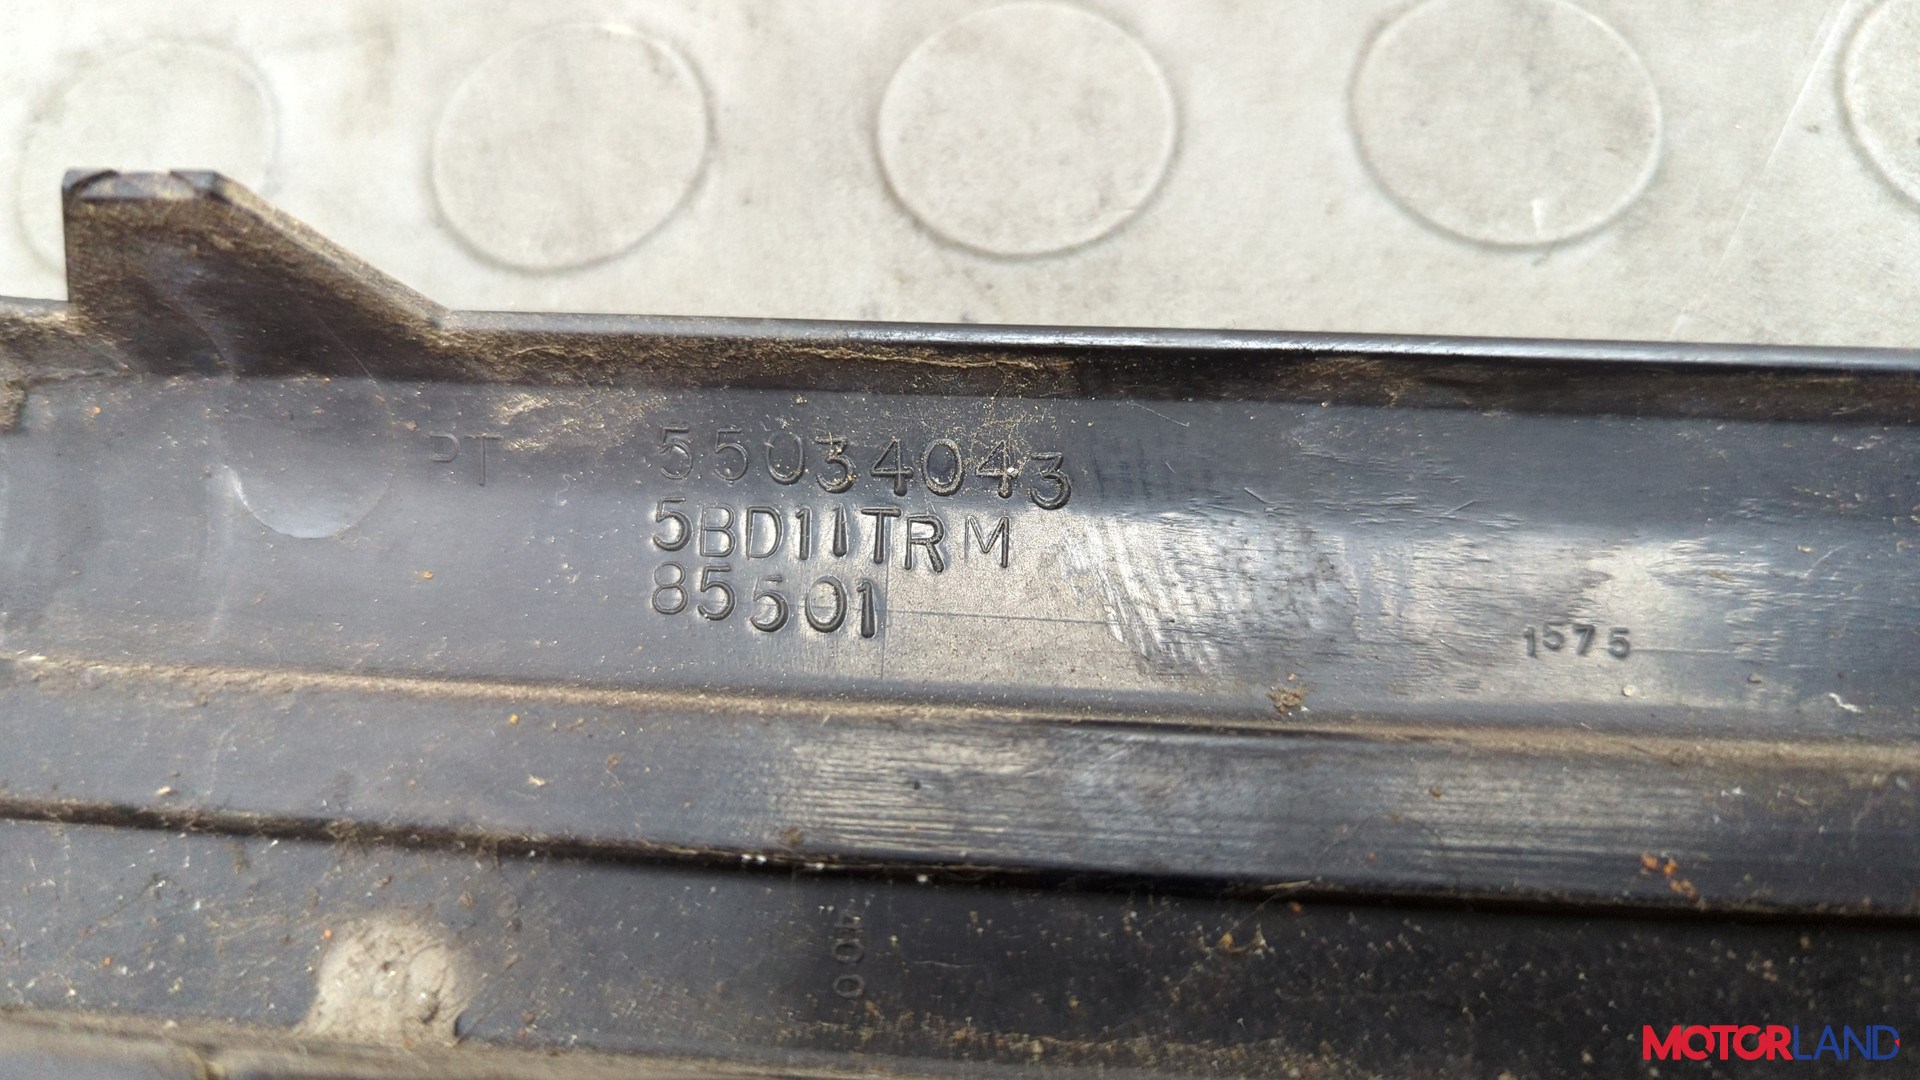 PT 55034043
5BD11TRM
85501
1575
MOTORLAND